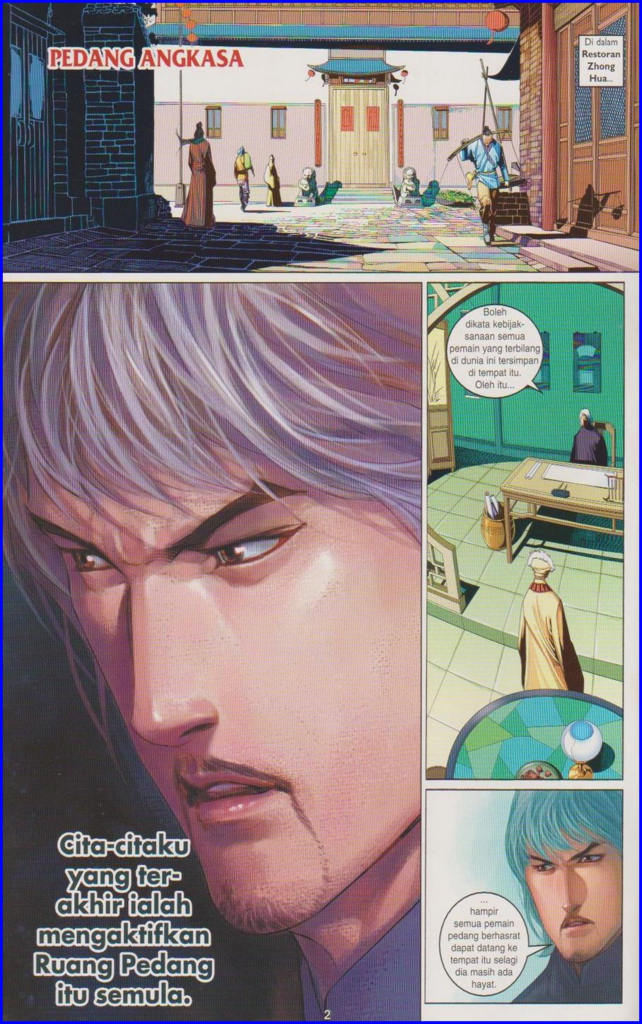 PEDANG ANGKASA
Di dalam
Restoran
Zhong
Hua...
Boleh
dikata kebijak-
sanaan semua
pemain yang terbilang
di dunia ini tersimpan
di tempat itu.
Oleh itu...
Cita-citaku
yang ter-
akhir ialah
mengaktifkan
Ruang Pedang
itu semula.
...
hampir
semua pemain
pedang berhasrat
dapat datang ke
tempat itu selagi
dia masih ada
hayat.
2